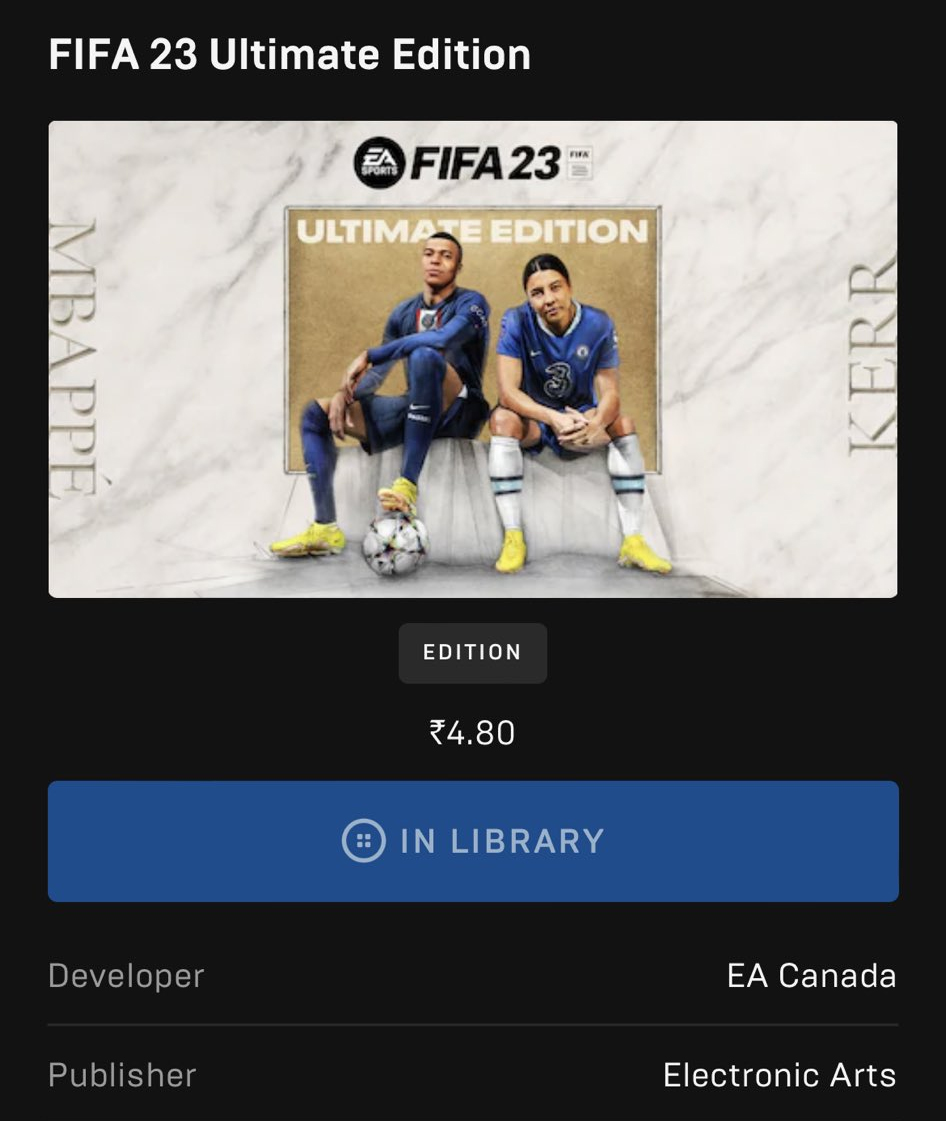 FIFA 23 Ultimate Edition
EA SPORTS FIFA 23 FIFA
ULTIMATE EDITION
MBAPPÉ
KERR
3
EDITION
₹4.80
IN LIBRARY
Developer EA Canada
Publisher Electronic Arts